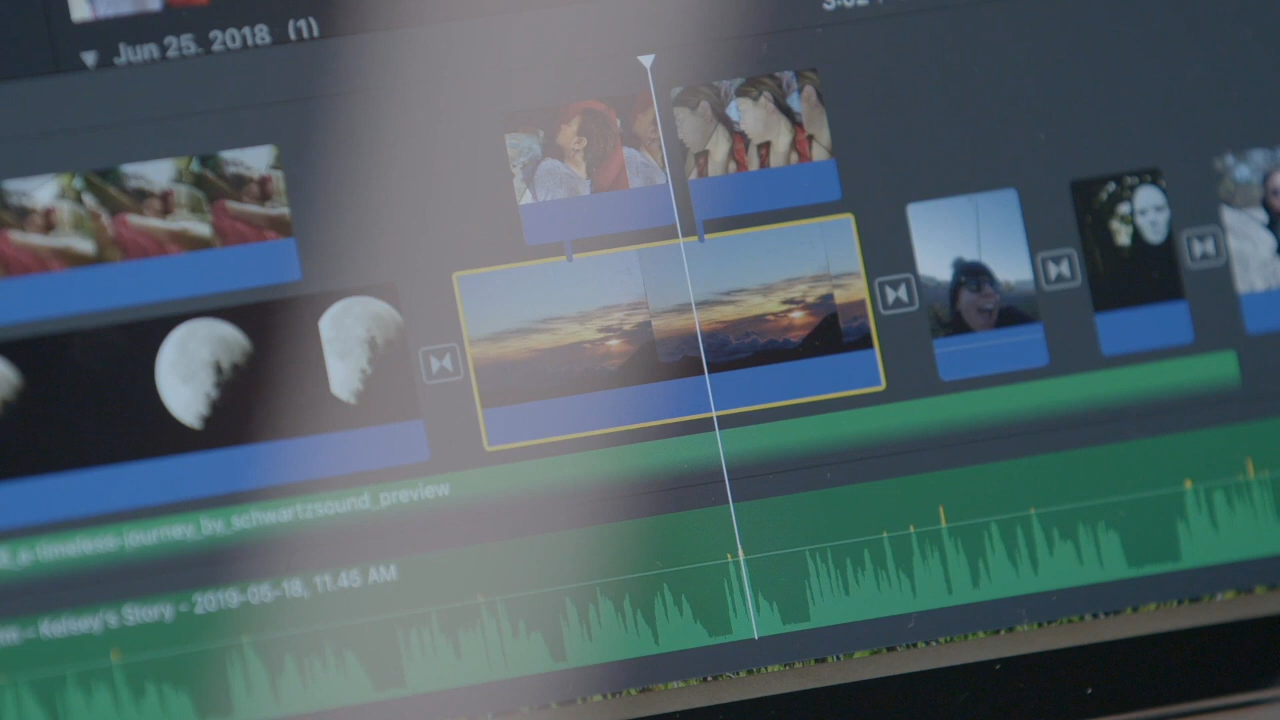 Jun 25, 2018 (1)
a timeless journey_by_schwartzsound_preview
– Kelsey's Story – 2019-05-18, 11.45 AM